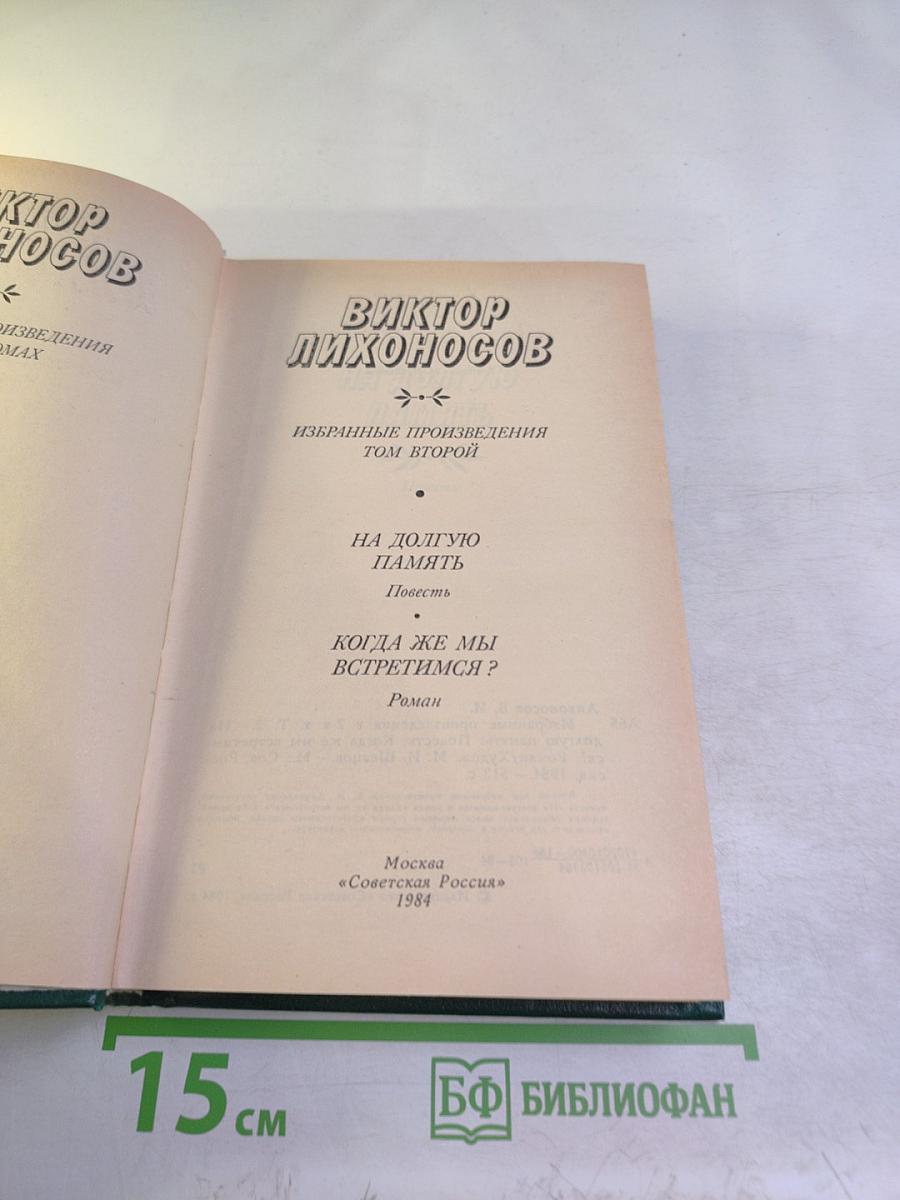 ВИКТОР
ЛИХОНОСОВ
ИЗБРАННЫЕ ПРОИЗВЕДЕНИЯ
ТОМ ВТОРОЙ
НА ДОЛГУЮ
ПАМЯТЬ
Повесть
КОГДА ЖЕ МЫ
ВСТРЕТИМСЯ?
Роман
Москва
«Советская Россия»
1984
15 см
БФ БИБЛИОФАН